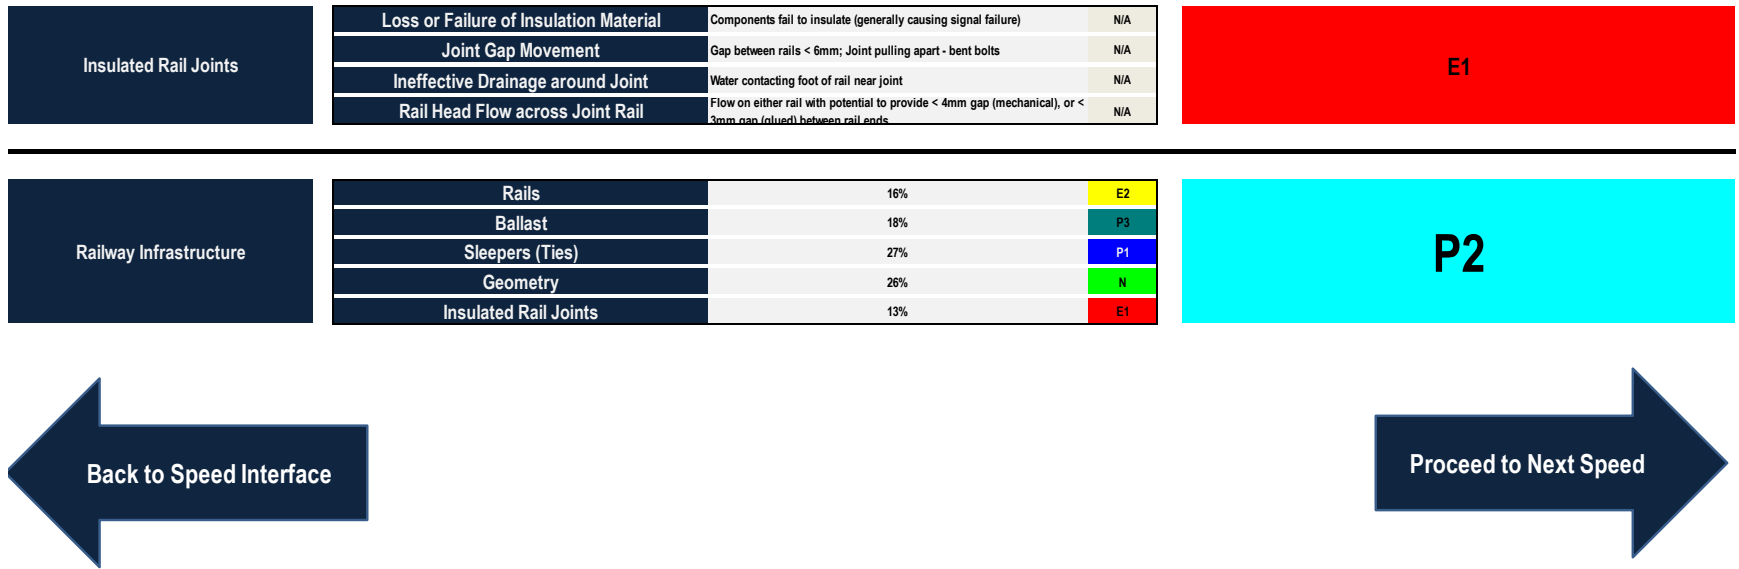 Insulated Rail Joints
Loss or Failure of Insulation Material
Components fail to insulate (generally causing signal failure)
N/A
Joint Gap Movement
Gap between rails < 6mm; Joint pulling apart - bent bolts
N/A
Ineffective Drainage around Joint
Water contacting foot of rail near joint
N/A
Rail Head Flow across Joint Rail
Flow on either rail with potential to provide < 4mm gap (mechanical), or <
3mm gap (glued) between rail ends
N/A
E1
Railway Infrastructure
Rails
16%
E2
Ballast
18%
P3
Sleepers (Ties)
27%
P1
Geometry
26%
N
Insulated Rail Joints
13%
E1
P2
Back to Speed Interface
Proceed to Next Speed